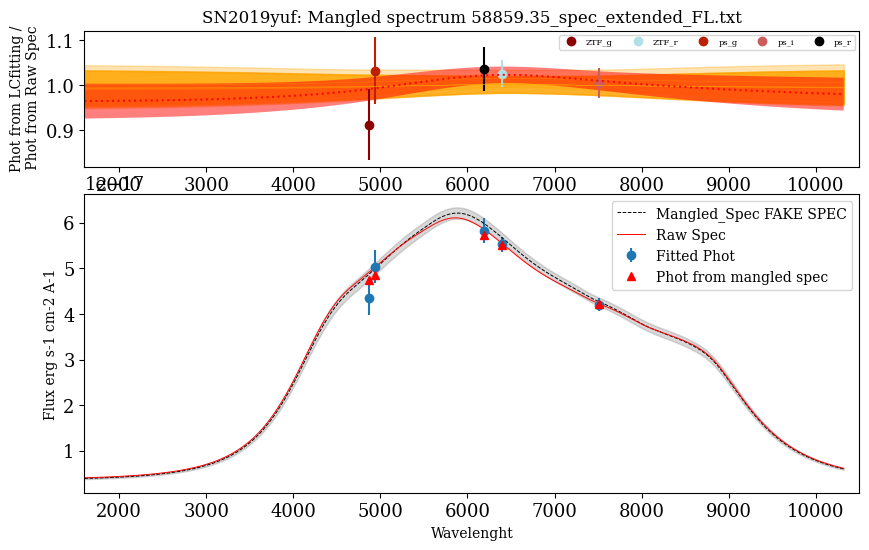 SN2019yuf: Mangled spectrum 58859.35_spec_extended_FL.txt
Phot from LCfitting /
Phot from Raw Spec
1.1
1.0
0.9
ZTF_g
ZTF_r
ps_g
ps_i
ps_r
2000 3000 4000 5000 6000 7000 8000 9000 10000
1e−17
Flux erg s-1 cm-2 A-1
6
5
4
3
2
1
Mangled_Spec FAKE SPEC
Raw Spec
Fitted Phot
Phot from mangled spec
2000 3000 4000 5000 6000 7000 8000 9000 10000
Wavelenght